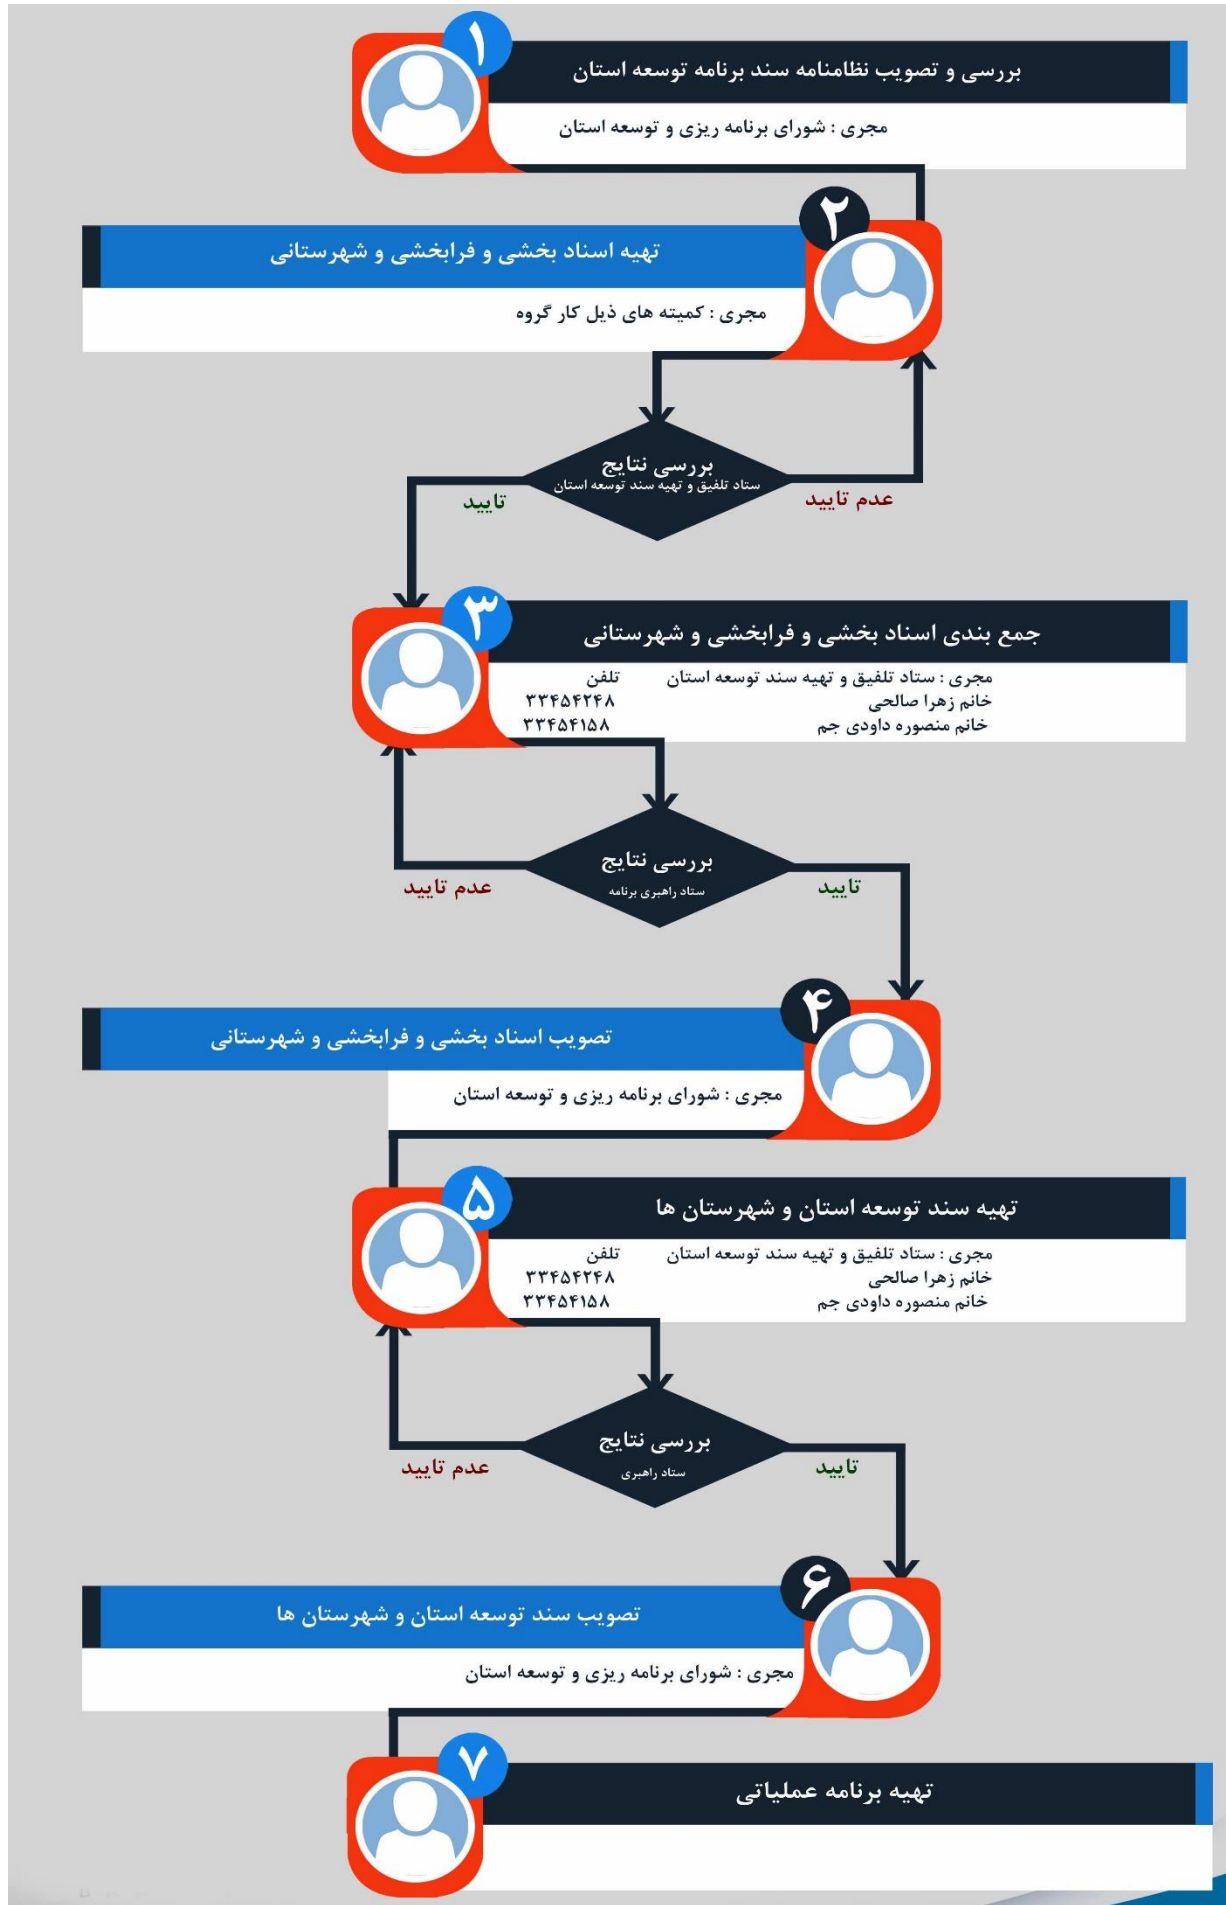 ۱
بررسی و تصویب نظامنامه سند برنامه توسعه استان
مجری : شورای برنامه ریزی و توسعه استان
۲
تهیه اسناد بخشی و فرابخشی و شهرستانی
مجری : کمیته های ذیل کار گروه
بررسی نتایج
ستاد تلفیق و تهیه سند توسعه استان
عدم تایید
تایید
۳
جمع بندی اسناد بخشی و فرابخشی و شهرستانی
مجری : ستاد تلفیق و تهیه سند توسعه استان تلفن
خانم زهرا صالحی ۳۳۴۵۴۲۴۸
خانم منصوره داودی جم ۳۳۴۵۴۱۵۸
بررسی نتایج
ستاد راهبری برنامه
تایید
عدم تایید
۴
تصویب اسناد بخشی و فرابخشی و شهرستانی
مجری : شورای برنامه ریزی و توسعه استان
۵
تهیه سند توسعه استان و شهرستان ها
مجری : ستاد تلفیق و تهیه سند توسعه استان تلفن
خانم زهرا صالحی ۳۳۴۵۴۲۴۸
خانم منصوره داودی جم ۳۳۴۵۴۱۵۸
بررسی نتایج
ستاد راهبری
تایید
عدم تایید
۶
تصویب سند توسعه استان و شهرستان ها
مجری : شورای برنامه ریزی و توسعه استان
۷
تهیه برنامه عملیاتی